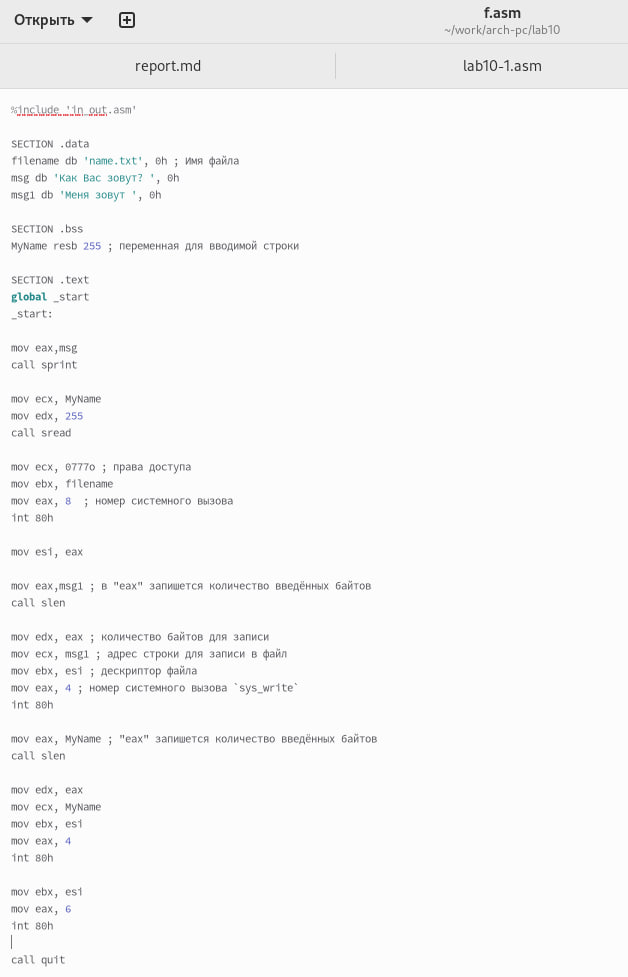 Открыть
f.asm
~/work/arch-pc/lab10
report.md
lab10-1.asm
%include 'in_out.asm'
SECTION .data
filename db 'name.txt', 0h ; Имя файла
msg db 'Как Вас зовут? ', 0h
msg1 db 'Меня зовут ', 0h
SECTION .bss
MyName resb 255 ; переменная для вводимой строки
SECTION .text
global _start
_start:
mov eax,msg
call sprint
mov ecx, MyName
mov edx, 255
call sread
mov ecx, 0777o ; права доступа
mov ebx, filename
mov eax, 8  ; номер системного вызова
int 80h
mov esi, eax
mov eax,msg1 ; в "eax" запишется количество введённых байтов
call slen
mov edx, eax ; количество байтов для записи
mov ecx, msg1 ; адрес строки для записи в файл
mov ebx, esi ; дескриптор файла
mov eax, 4 ; номер системного вызова `sys_write`
int 80h
mov eax, MyName ; "eax" запишется количество введённых байтов
call slen
mov edx, eax
mov ecx, MyName
mov ebx, esi
mov eax, 4
int 80h
mov ebx, esi
mov eax, 6
int 80h
call quit